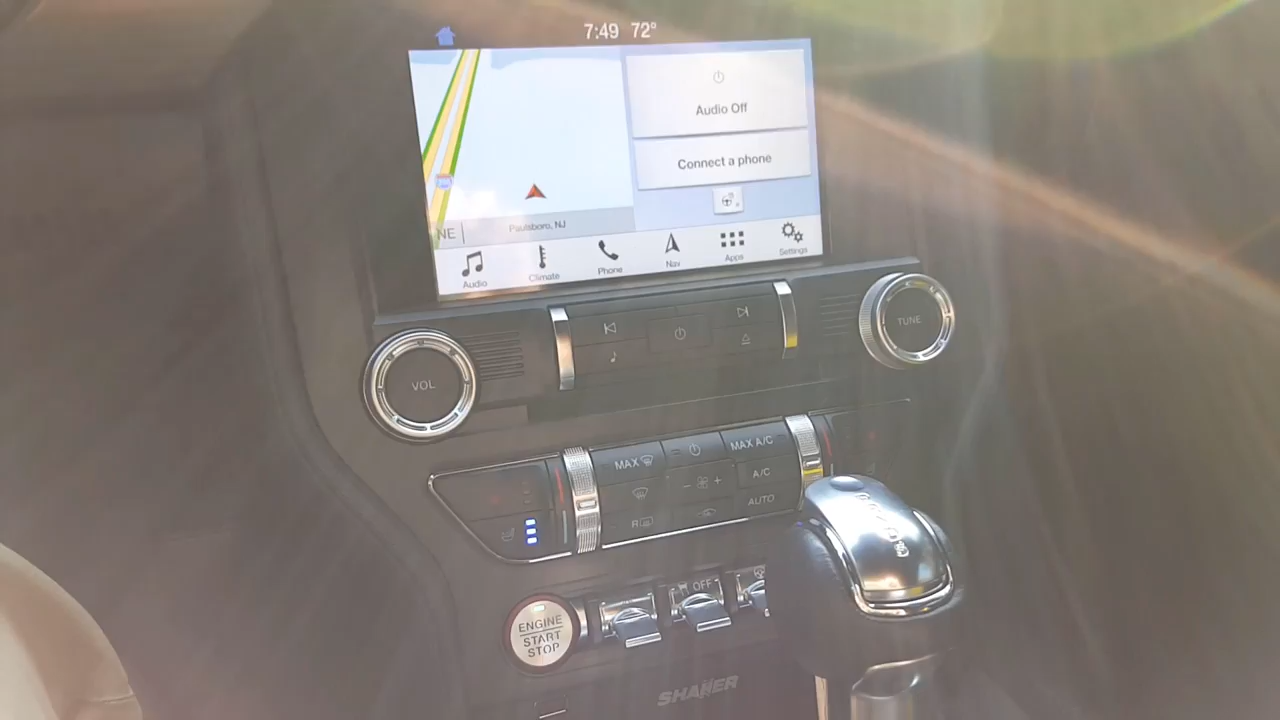 7:49 72°
Audio Off
Connect a phone
NE
Paulsboro, NJ
Audio
Climate
Phone
Nav
Apps
Settings
VOL
TUNE
MAX
MAX A/C
A/C
R
AUTO
ENGINE
START
STOP
OFF
SHAKER